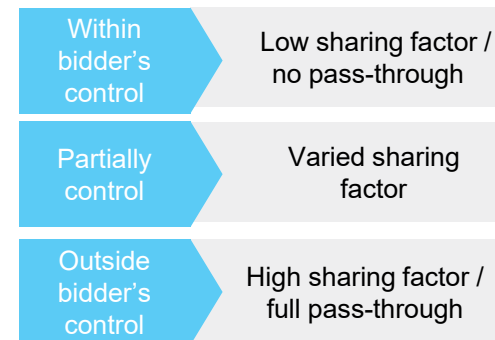 Within
bidder's
control
Low sharing factor /
no pass-through
Partially
control
Varied sharing
factor
Outside
bidder's
control
High sharing factor /
full pass-through